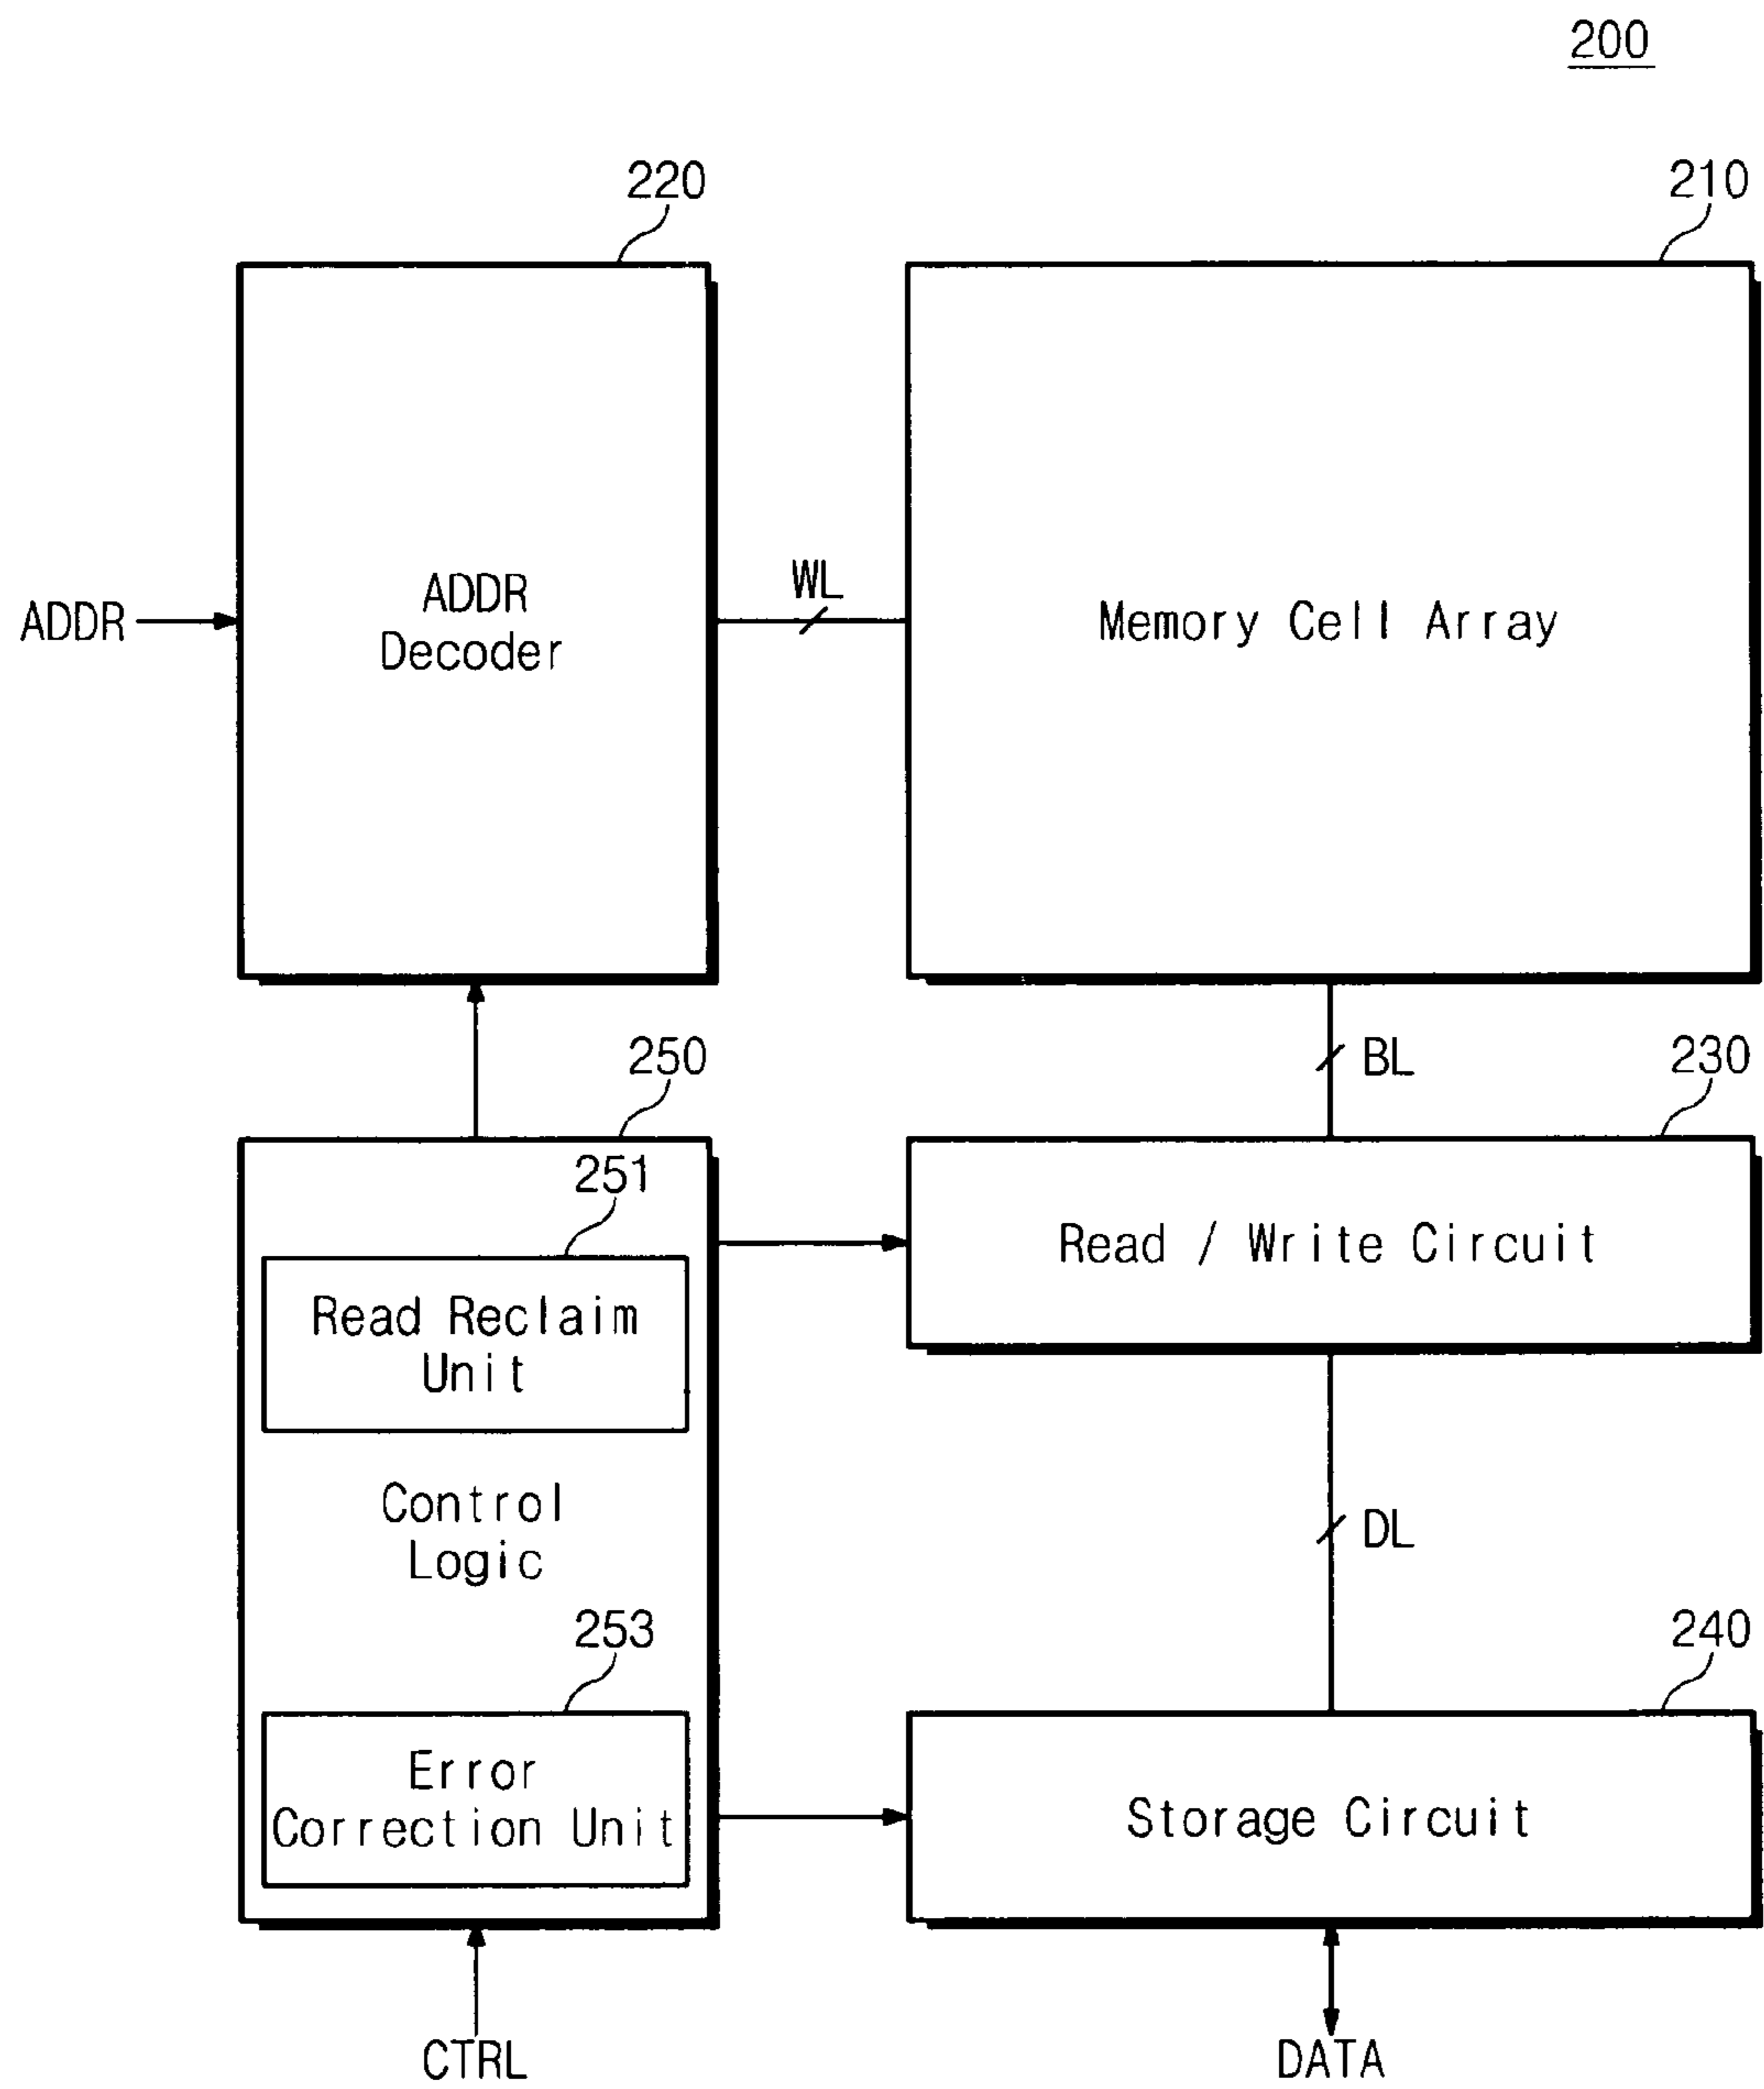 200
220
210
ADDR
ADDR
Decoder
WL
Memory Cell Array
250
BL
230
251
Read Reclaim
Unit
Read / Write Circuit
Control
Logic
DL
253
240
Error
Correction Unit
Storage Circuit
CTRL
DATA